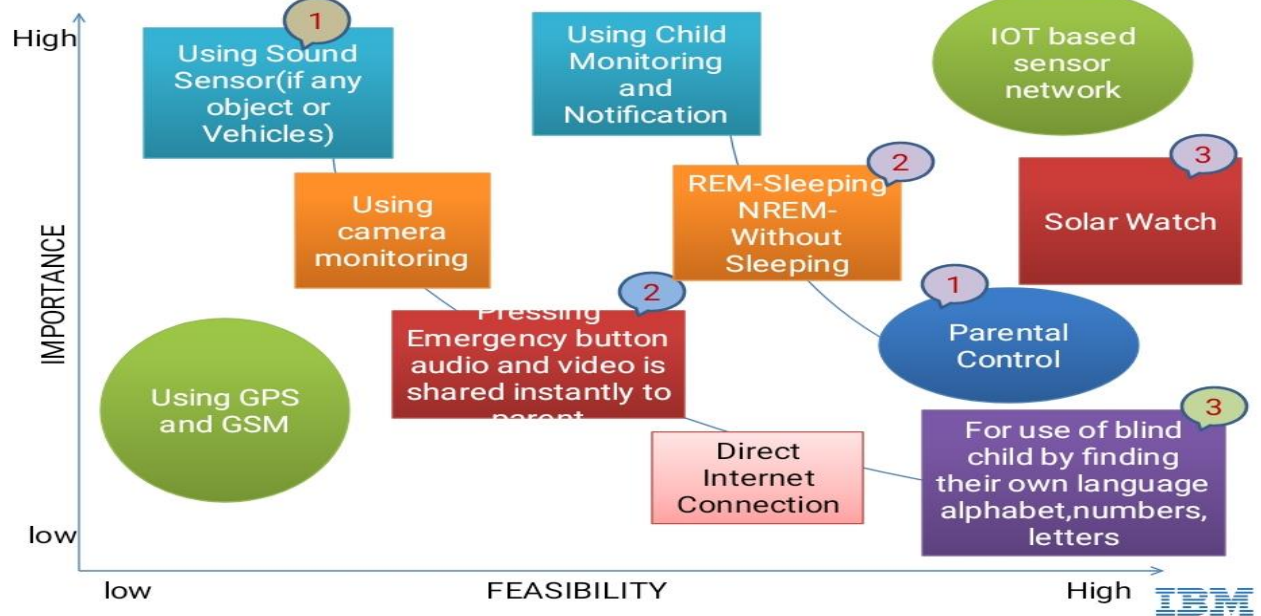 High
1
Using Sound
Sensor(if any
object or
Vehicles)
Using Child
Monitoring
and
Notification
IOT based
sensor
network
Using
camera
monitoring
2
REM-Sleeping
NREM-
Without
Sleeping
3
Solar Watch
IMPORTANCE
Using GPS
and GSM
2
Pressing
Emergency button
audio and video is
shared instantly to
parent
1
Parental
Control
Direct
Internet
Connection
3
For use of blind
child by finding
their own language
alphabet,numbers,
letters
low
low
FEASIBILITY
High
IBM